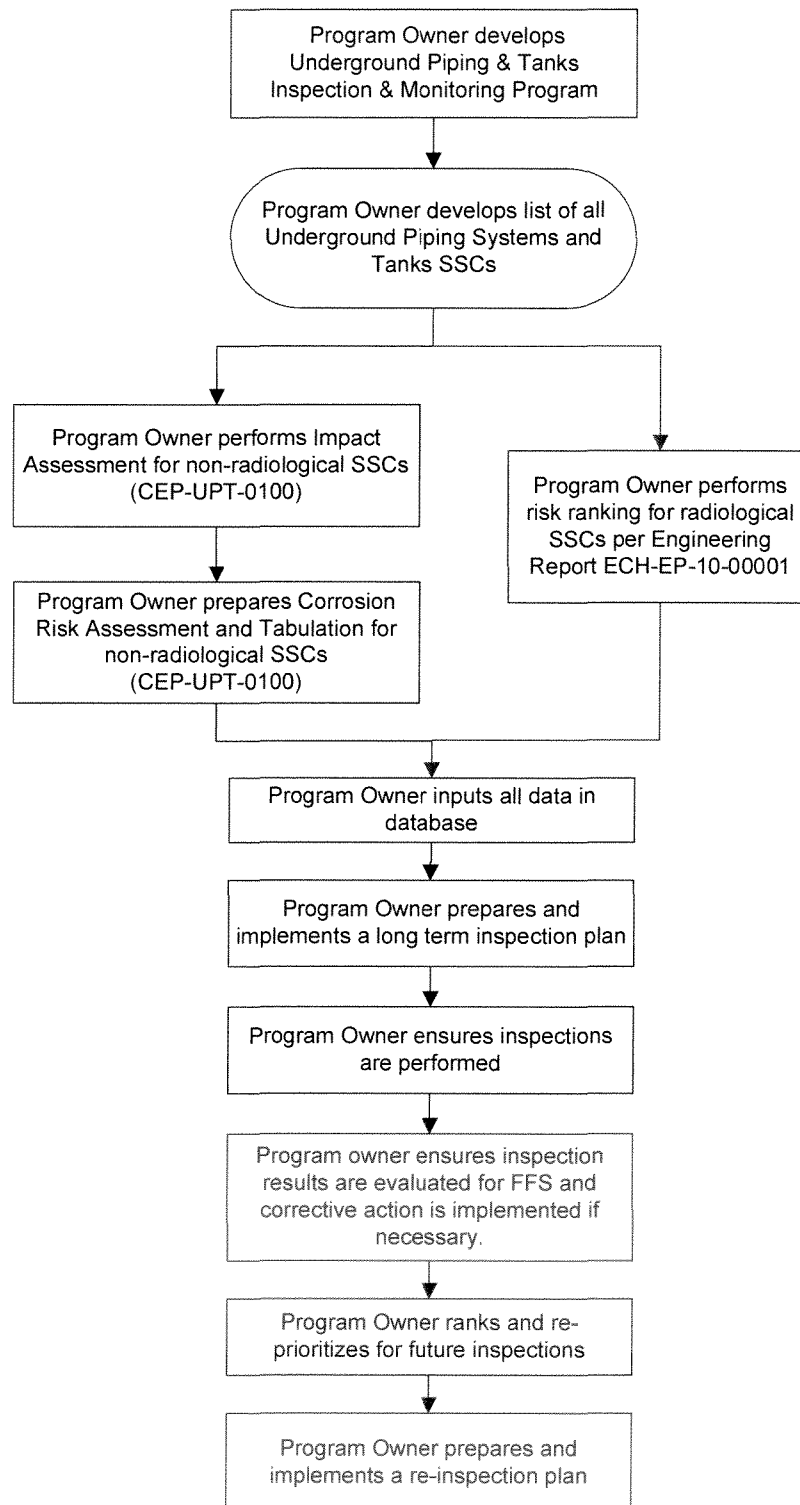 Program Owner develops
Underground Piping & Tanks
Inspection & Monitoring Program
Program Owner develops list of all
Underground Piping Systems and
Tanks SSCs
Program Owner performs Impact
Assessment for non-radiological SSCs
(CEP-UPT-0100)
Program Owner performs
risk ranking for radiological
SSCs per Engineering
Report ECH-EP-10-00001
Program Owner prepares Corrosion
Risk Assessment and Tabulation for
non-radiological SSCs
(CEP-UPT-0100)
Program Owner inputs all data in
database
Program Owner prepares and
implements a long term inspection plan
Program Owner ensures inspections
are performed
Program owner ensures inspection
results are evaluated for FFS and
corrective action is implemented if
necessary.
Program Owner ranks and re-
prioritizes for future inspections
Program Owner prepares and
implements a re-inspection plan